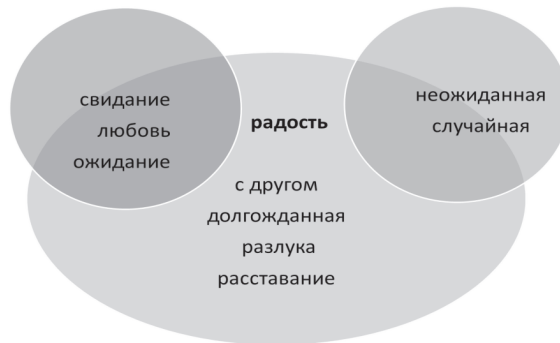 свидание
любовь
ожидание
радость
с другом
долгожданная
разлука
расставание
неожиданная
случайная